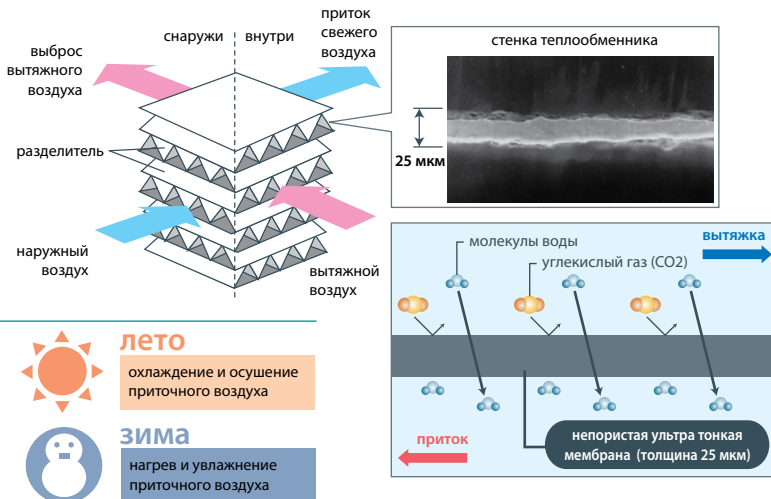 выброс
вытяжного
воздуха
снаружи
внутри
приток
свежего
воздуха
разделитель
наружный
воздух
вытяжной
воздух
стенка теплообменника
25 мкм
лето
охлаждение и осушение
приточного воздуха
зима
нагрев и увлажнение
приточного воздуха
молекулы воды
углекислый газ (CO2)
вытяжка
приток
непористая ультра тонкая
мембрана (толщина 25 мкм)